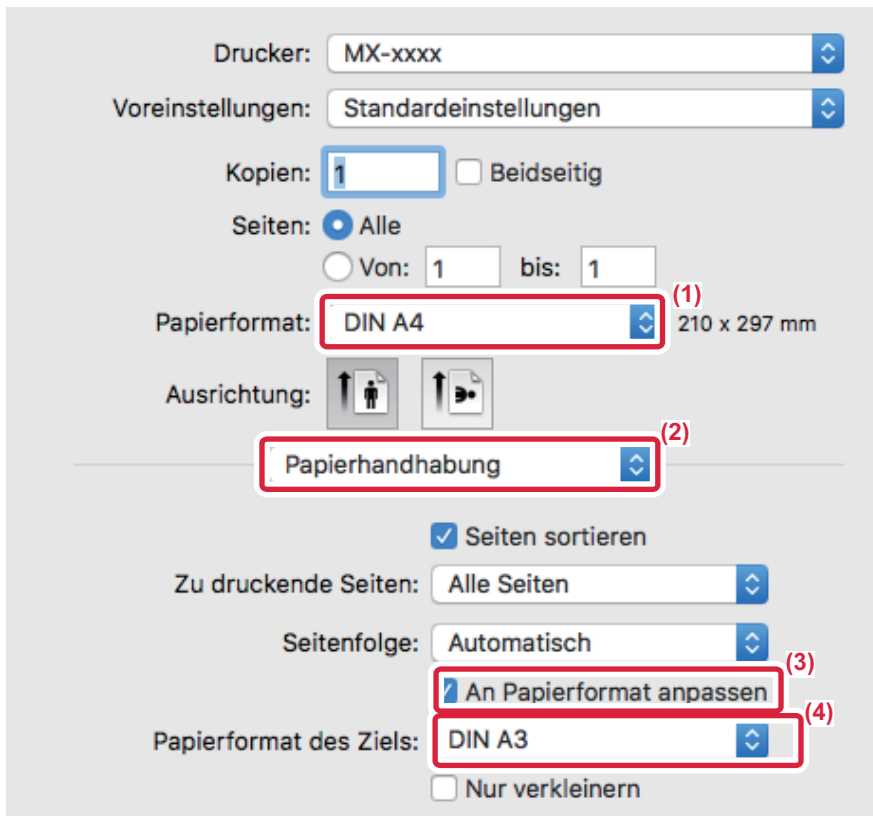 Drucker: MX-xxxx
Voreinstellungen: Standardeinstellungen
Kopien: 1 Beidseitig
Seiten: Alle
Von: 1 bis: 1
(1)
Papierformat: DIN A4 210 x 297 mm
Ausrichtung:
(2)
Papierhandhabung
Seiten sortieren
Zu druckende Seiten: Alle Seiten
Seitenfolge: Automatisch
(3)
An Papierformat anpassen
(4)
Papierformat des Ziels: DIN A3
Nur verkleinern